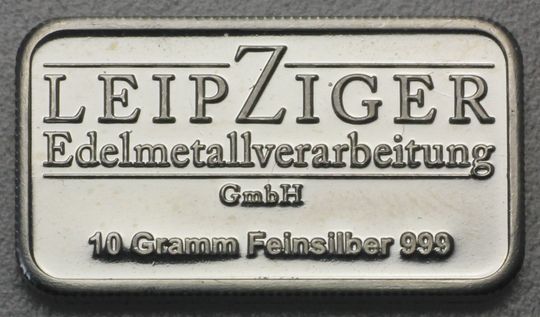 LEIPZIGER
Edelmetallverarbeitung
GmbH
10 Gramm Feinsilber 999